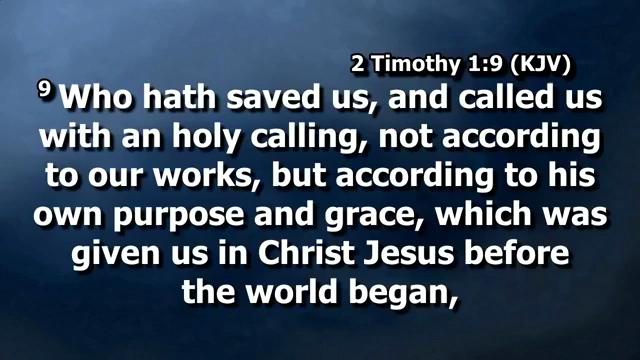 2 Timothy 1:9 (KJV)
9 Who hath saved us, and called us
with an holy calling, not according
to our works, but according to his
own purpose and grace, which was
given us in Christ Jesus before
the world began,